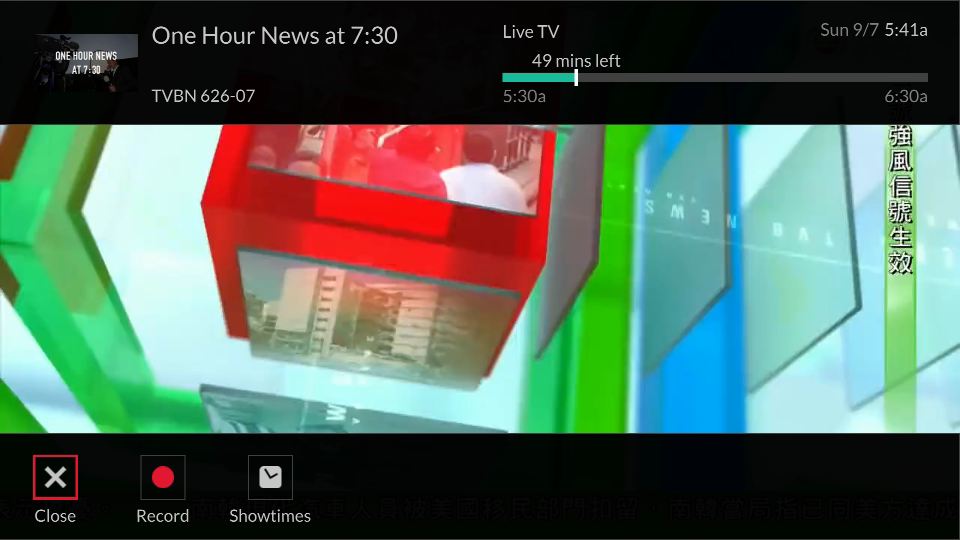 One Hour News at 7:30
ONE HOUR NEWS
AT 7:30
TVBN 626-07
Live TV
Sun 9/7 5:41a
49 mins left
5:30a
6:30a
強風信號生效
NEWS
TVB
Close
Record
Showtimes
車人員被美國移民部門扣留，南韓當局指已同美方達成